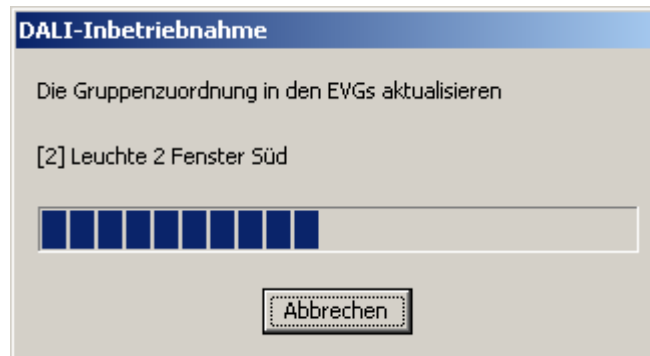 DALI-Inbetriebnahme
Die Gruppenzuordnung in den EVGs aktualisieren
[2] Leuchte 2 Fenster Süd
Abbrechen